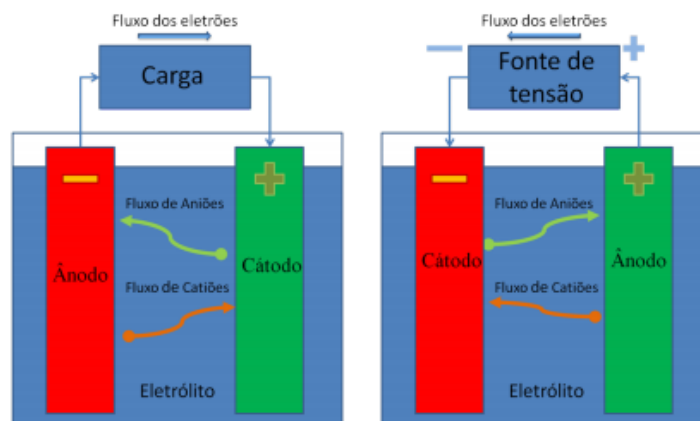 Fluxo dos eletrões
Carga
Fluxo de Aniões
Ânodo
Cátodo
Fluxo de Catiões
Eletrólito
Fluxo dos eletrões
Fonte de
tensão
Fluxo de Aniões
Cátodo
Ânodo
Fluxo de Catiões
Eletrólito